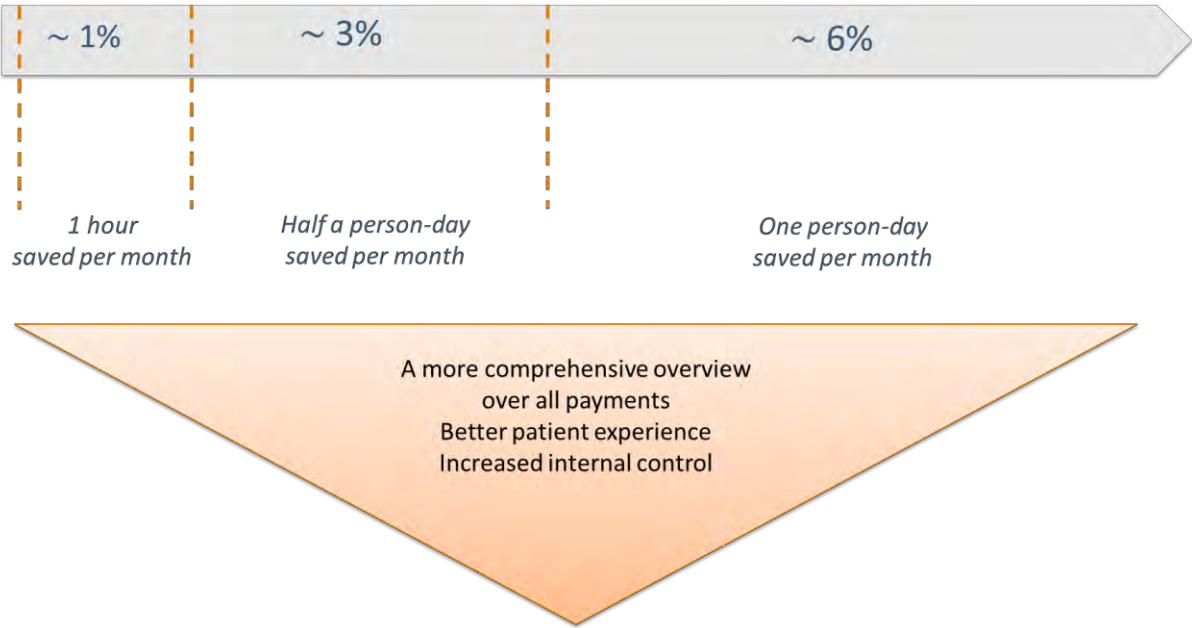 ~ 1%
~ 3%
~ 6%
1 hour
saved per month
Half a person-day
saved per month
One person-day
saved per month
A more comprehensive overview
over all payments
Better patient experience
Increased internal control